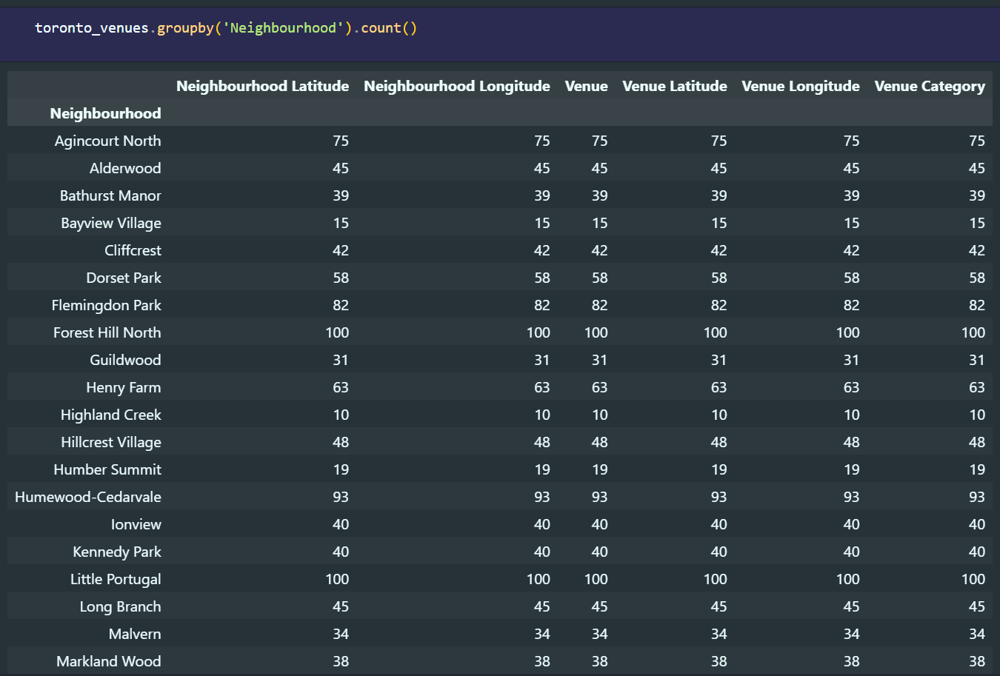 toronto_venues.groupby('Neighbourhood').count()
Neighbourhood Latitude Neighbourhood Longitude Venue Venue Latitude Venue Longitude Venue Category
Neighbourhood
Agincourt North 75 75 75 75 75 75
Alderwood 45 45 45 45 45 45
Bathurst Manor 39 39 39 39 39 39
Bayview Village 15 15 15 15 15 15
Cliffcrest 42 42 42 42 42 42
Dorset Park 58 58 58 58 58 58
Flemingdon Park 82 82 82 82 82 82
Forest Hill North 100 100 100 100 100 100
Guildwood 31 31 31 31 31 31
Henry Farm 63 63 63 63 63 63
Highland Creek 10 10 10 10 10 10
Hillcrest Village 48 48 48 48 48 48
Humber Summit 19 19 19 19 19 19
Humewood-Cedarvale 93 93 93 93 93 93
Ionview 40 40 40 40 40 40
Kennedy Park 40 40 40 40 40 40
Little Portugal 100 100 100 100 100 100
Long Branch 45 45 45 45 45 45
Malvern 34 34 34 34 34 34
Markland Wood 38 38 38 38 38 38